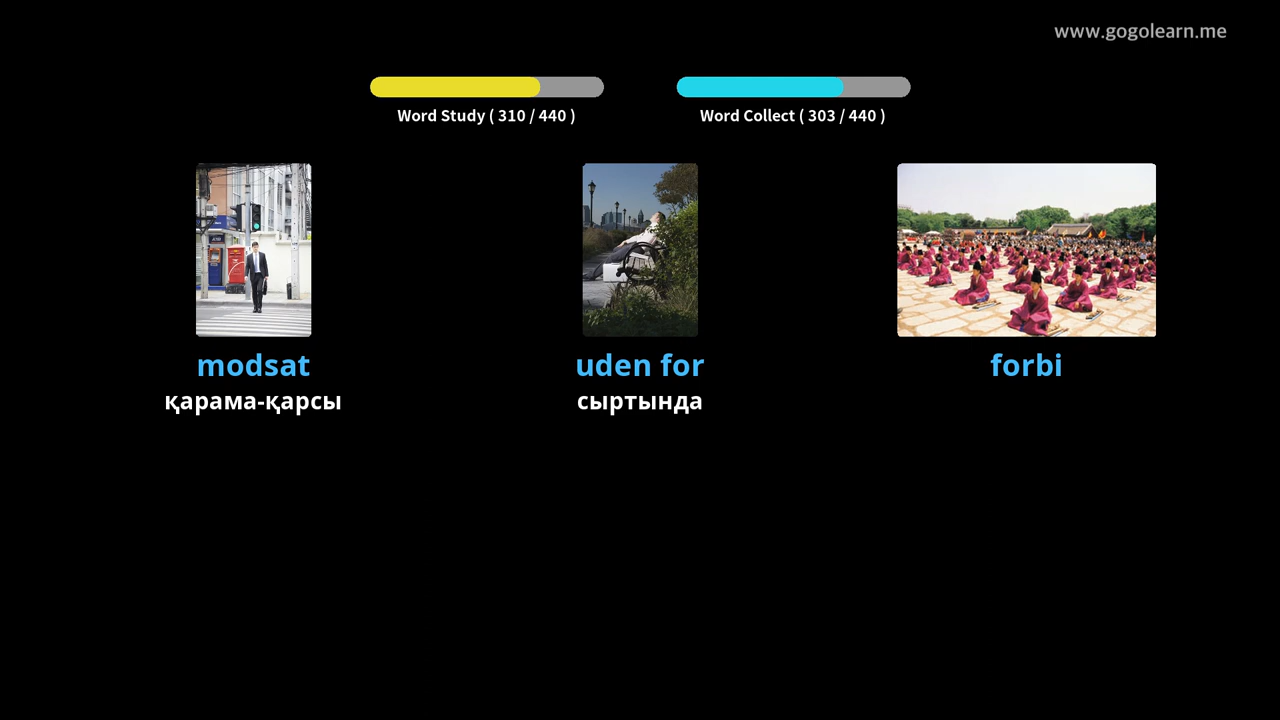 www.gogolearn.me
Word Study ( 310 / 440 )
Word Collect ( 303 / 440 )
modsat
uden for
forbi
қарама-қарсы
сыртында